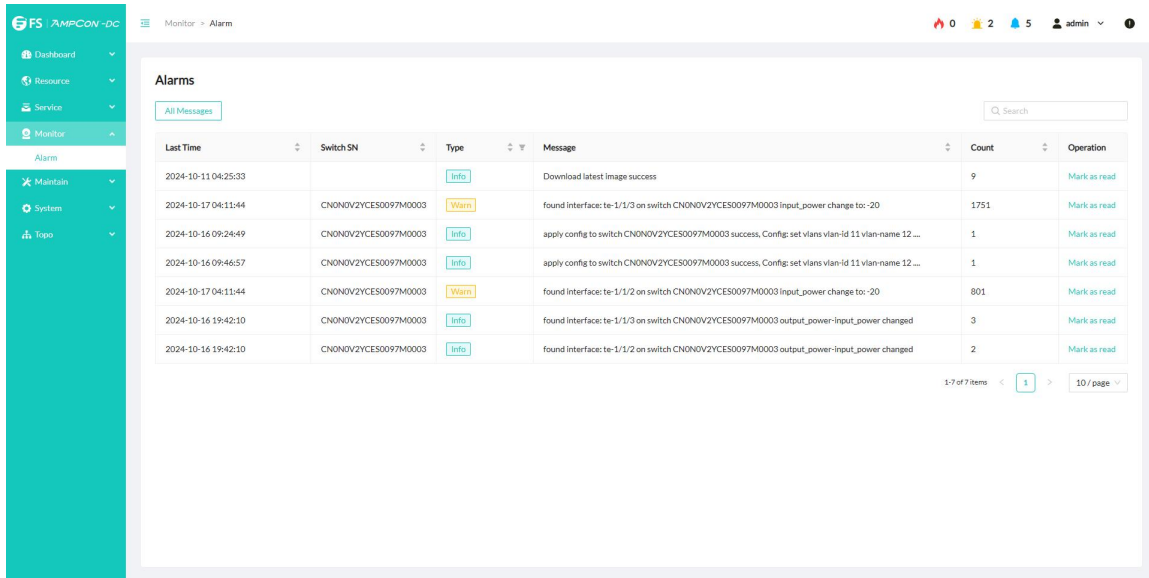 FS AMPCON-DC
Monitor > Alarm
0 2 5 admin
Dashboard
Resource
Service
Monitor
Alarm
Maintain
System
Topo
Alarms
All Messages
Search
Last Time Switch SN Type Message Count Operation
2024-10-11 04:25:33 Info Download latest image success 9 Mark as read
2024-10-17 04:11:44 CN0N0V2YCES0097M0003 Warn found interface: te-1/1/3 on switch CN0N0V2YCES0097M0003 input_power change to: -20 1751 Mark as read
2024-10-16 09:24:49 CN0N0V2YCES0097M0003 Info apply config to switch CN0N0V2YCES0097M0003 success, Config: set vlans vlan-id 11 vlan-name 12 .... 1 Mark as read
2024-10-16 09:46:57 CN0N0V2YCES0097M0003 Info apply config to switch CN0N0V2YCES0097M0003 success, Config: set vlans vlan-id 11 vlan-name 12 .... 1 Mark as read
2024-10-17 04:11:44 CN0N0V2YCES0097M0003 Warn found interface: te-1/1/2 on switch CN0N0V2YCES0097M0003 input_power change to: -20 801 Mark as read
2024-10-16 19:42:10 CN0N0V2YCES0097M0003 Info found interface: te-1/1/3 on switch CN0N0V2YCES0097M0003 output_power-input_power changed 3 Mark as read
2024-10-16 19:42:10 CN0N0V2YCES0097M0003 Info found interface: te-1/1/2 on switch CN0N0V2YCES0097M0003 output_power-input_power changed 2 Mark as read
1-7 of 7 items < 1 > 10 / page